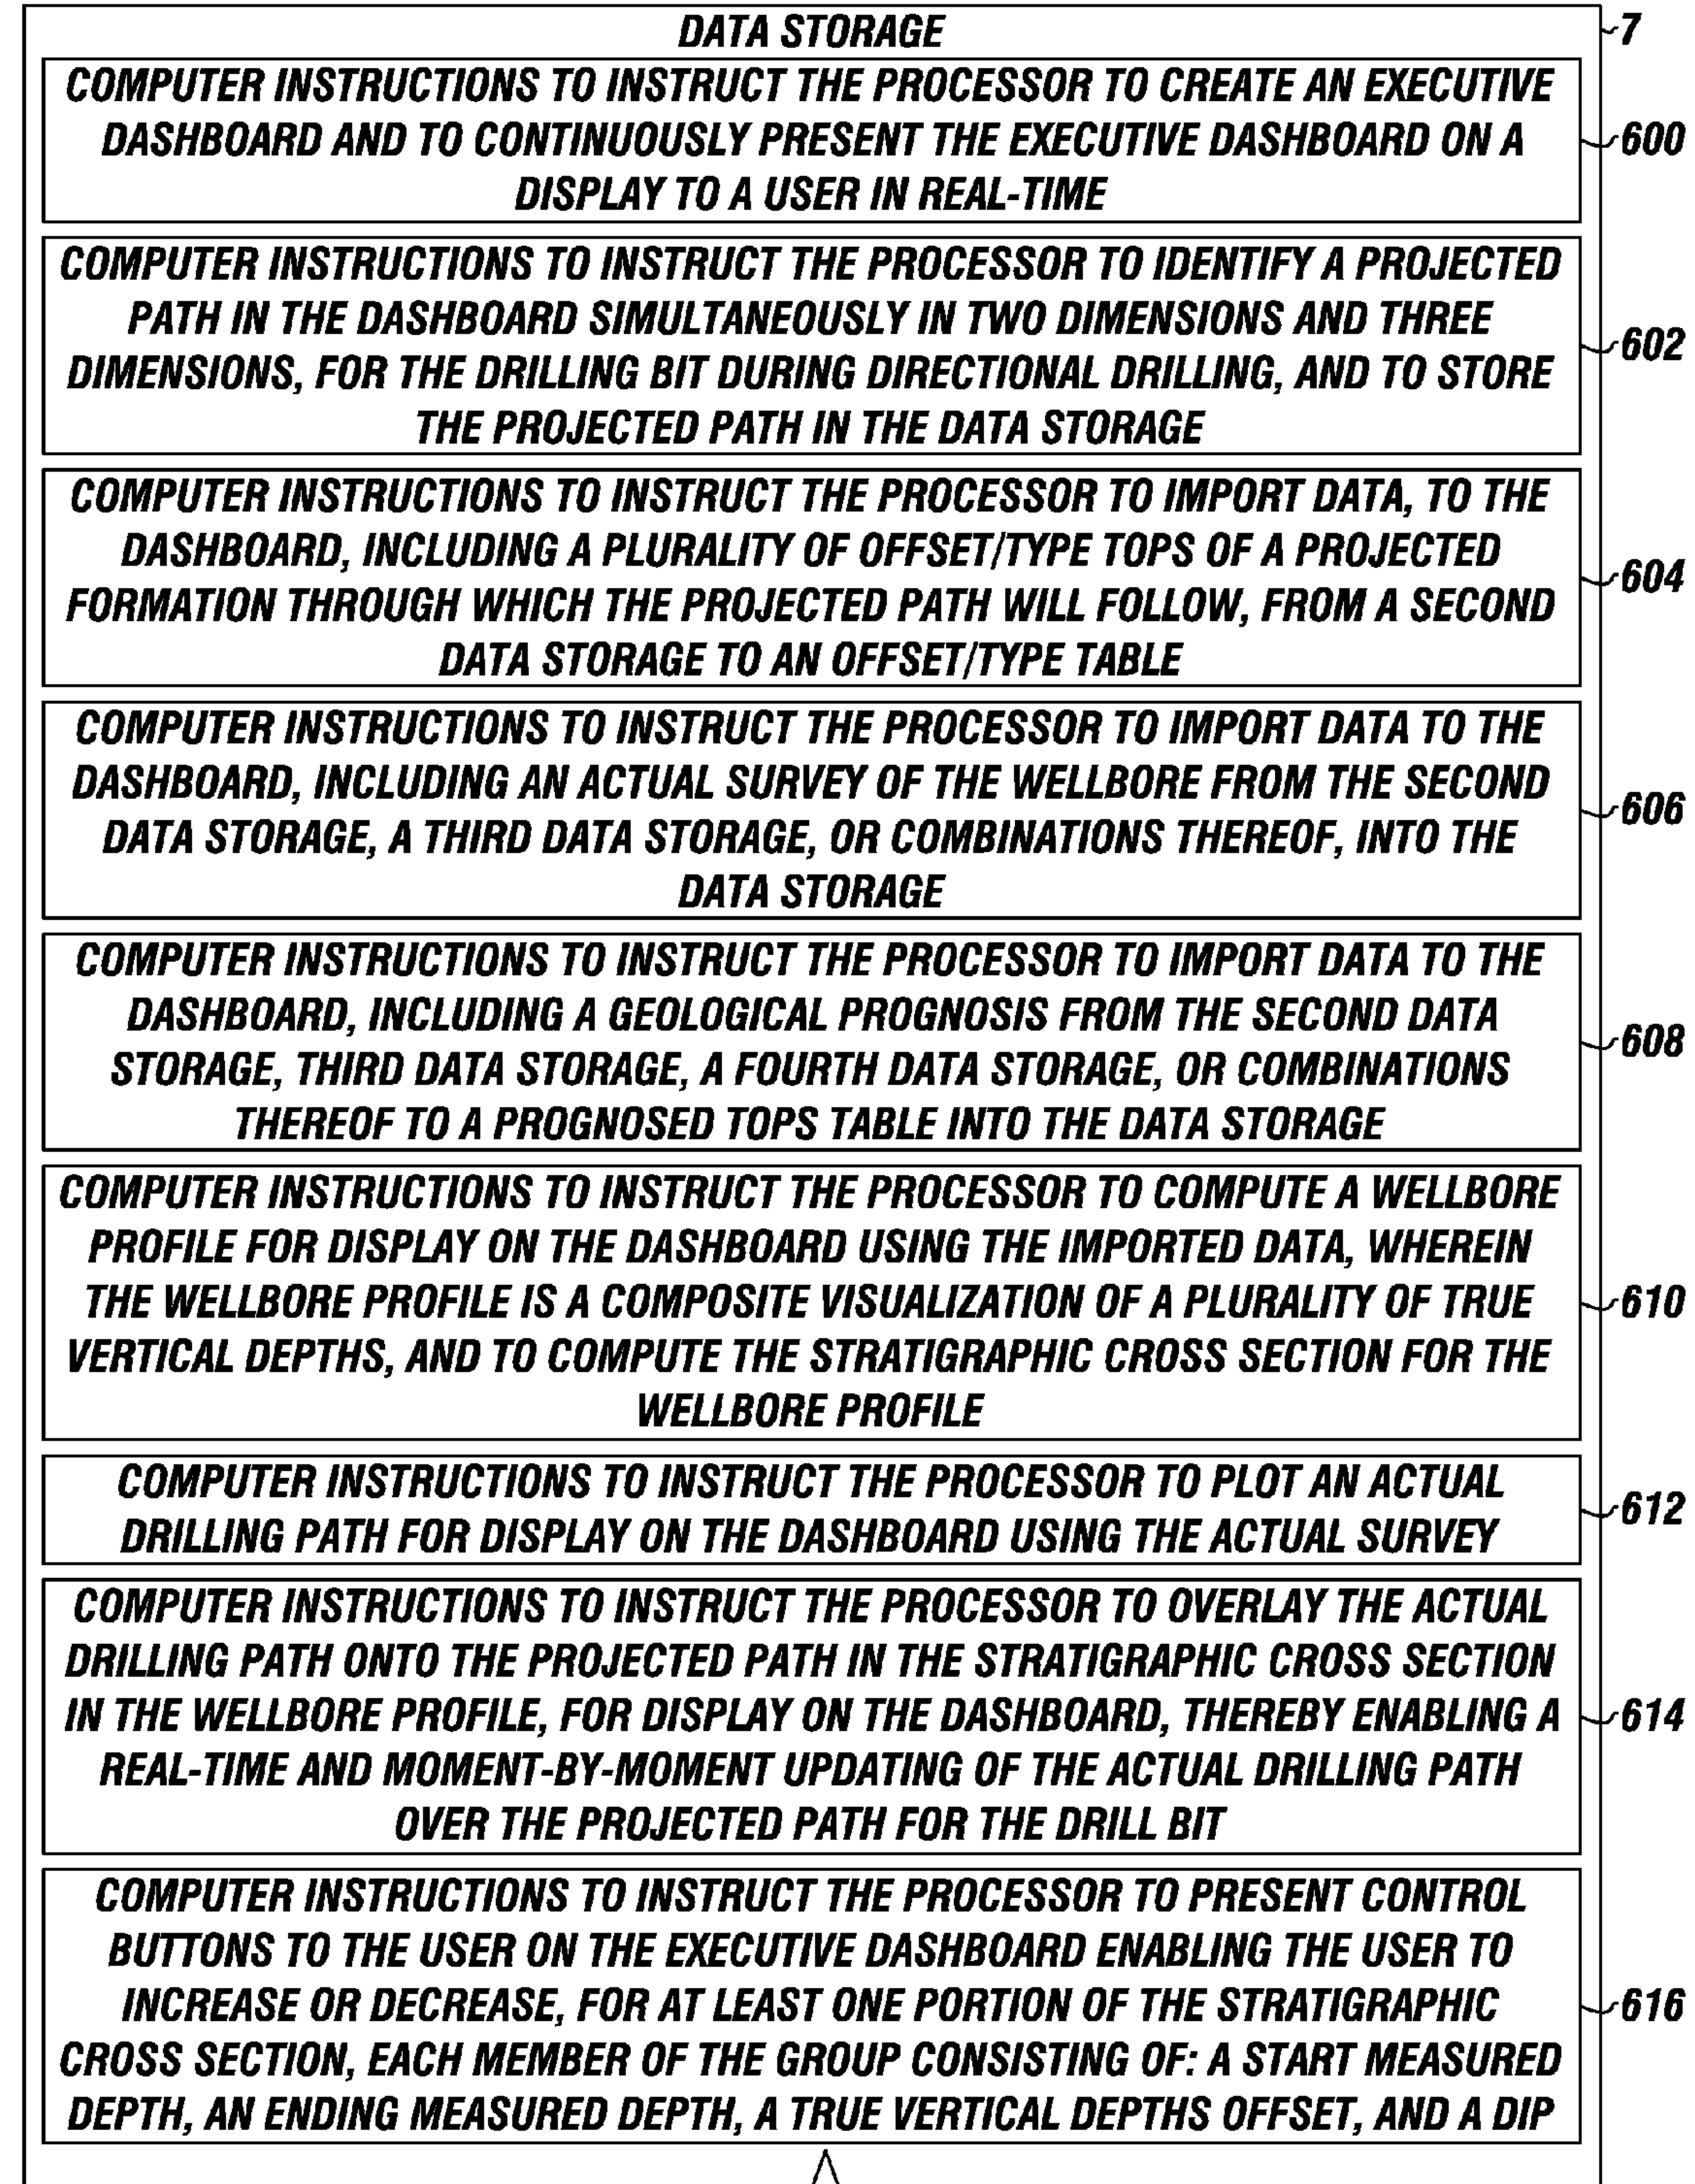 DATA STORAGE
7
COMPUTER INSTRUCTIONS TO INSTRUCT THE PROCESSOR TO CREATE AN EXECUTIVE
DASHBOARD AND TO CONTINUOUSLY PRESENT THE EXECUTIVE DASHBOARD ON A
DISPLAY TO A USER IN REAL-TIME
600
COMPUTER INSTRUCTIONS TO INSTRUCT THE PROCESSOR TO IDENTIFY A PROJECTED
PATH IN THE DASHBOARD SIMULTANEOUSLY IN TWO DIMENSIONS AND THREE
DIMENSIONS, FOR THE DRILLING BIT DURING DIRECTIONAL DRILLING, AND TO STORE
THE PROJECTED PATH IN THE DATA STORAGE
602
COMPUTER INSTRUCTIONS TO INSTRUCT THE PROCESSOR TO IMPORT DATA, TO THE
DASHBOARD, INCLUDING A PLURALITY OF OFFSET/TYPE TOPS OF A PROJECTED
FORMATION THROUGH WHICH THE PROJECTED PATH WILL FOLLOW, FROM A SECOND
DATA STORAGE TO AN OFFSET/TYPE TABLE
604
COMPUTER INSTRUCTIONS TO INSTRUCT THE PROCESSOR TO IMPORT DATA TO THE
DASHBOARD, INCLUDING AN ACTUAL SURVEY OF THE WELLBORE FROM THE SECOND
DATA STORAGE, A THIRD DATA STORAGE, OR COMBINATIONS THEREOF, INTO THE
DATA STORAGE
606
COMPUTER INSTRUCTIONS TO INSTRUCT THE PROCESSOR TO IMPORT DATA TO THE
DASHBOARD, INCLUDING A GEOLOGICAL PROGNOSIS FROM THE SECOND DATA
STORAGE, THIRD DATA STORAGE, A FOURTH DATA STORAGE, OR COMBINATIONS
THEREOF TO A PROGNOSED TOPS TABLE INTO THE DATA STORAGE
608
COMPUTER INSTRUCTIONS TO INSTRUCT THE PROCESSOR TO COMPUTE A WELLBORE
PROFILE FOR DISPLAY ON THE DASHBOARD USING THE IMPORTED DATA, WHEREIN
THE WELLBORE PROFILE IS A COMPOSITE VISUALIZATION OF A PLURALITY OF TRUE
VERTICAL DEPTHS, AND TO COMPUTE THE STRATIGRAPHIC CROSS SECTION FOR THE
WELLBORE PROFILE
610
COMPUTER INSTRUCTIONS TO INSTRUCT THE PROCESSOR TO PLOT AN ACTUAL
DRILLING PATH FOR DISPLAY ON THE DASHBOARD USING THE ACTUAL SURVEY
612
COMPUTER INSTRUCTIONS TO INSTRUCT THE PROCESSOR TO OVERLAY THE ACTUAL
DRILLING PATH ONTO THE PROJECTED PATH IN THE STRATIGRAPHIC CROSS SECTION
IN THE WELLBORE PROFILE, FOR DISPLAY ON THE DASHBOARD, THEREBY ENABLING A
REAL-TIME AND MOMENT-BY-MOMENT UPDATING OF THE ACTUAL DRILLING PATH
OVER THE PROJECTED PATH FOR THE DRILL BIT
614
COMPUTER INSTRUCTIONS TO INSTRUCT THE PROCESSOR TO PRESENT CONTROL
BUTTONS TO THE USER ON THE EXECUTIVE DASHBOARD ENABLING THE USER TO
INCREASE OR DECREASE, FOR AT LEAST ONE PORTION OF THE STRATIGRAPHIC
CROSS SECTION, EACH MEMBER OF THE GROUP CONSISTING OF: A START MEASURED
DEPTH, AN ENDING MEASURED DEPTH, A TRUE VERTICAL DEPTHS OFFSET, AND A DIP
616